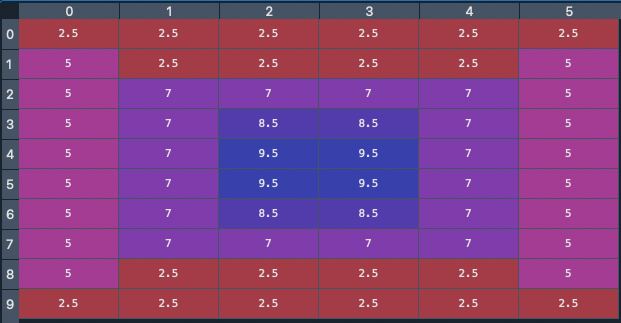 0 1 2 3 4 5
0 2.5 2.5 2.5 2.5 2.5 2.5
1 5 2.5 2.5 2.5 2.5 5
2 5 7 7 7 7 5
3 5 7 8.5 8.5 7 5
4 5 7 9.5 9.5 7 5
5 5 7 9.5 9.5 7 5
6 5 7 8.5 8.5 7 5
7 5 7 7 7 7 5
8 5 2.5 2.5 2.5 2.5 5
9 2.5 2.5 2.5 2.5 2.5 2.5